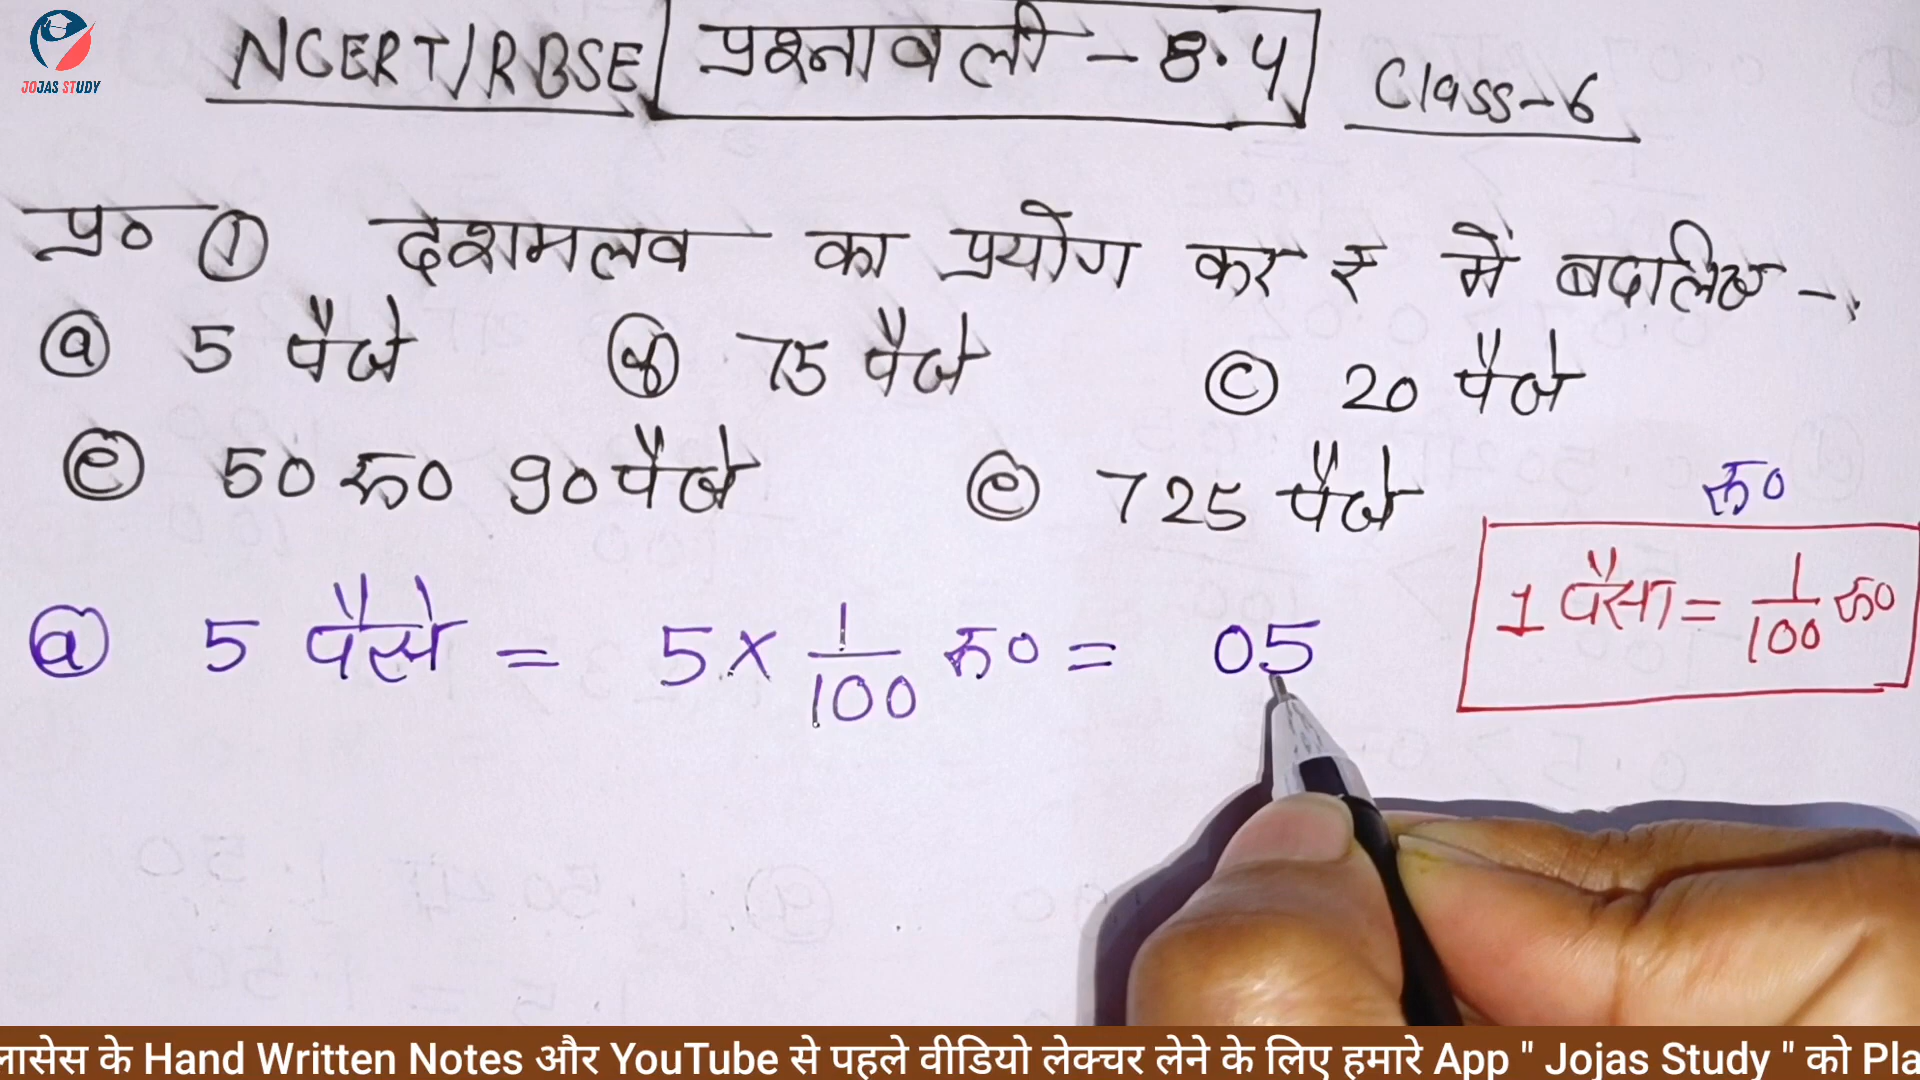 JOJAS STUDY
NCERT/RBSE प्रश्नावली - 8.4 Class-6
प्र० ① दशमलव का प्रयोग कर ₹ में बदलिए -
ⓐ 5 पैसे ⓑ 75 पैसे ⓒ 20 पैसे
ⓔ 50 रु० 90 पैसे ⓔ 725 पैसे
रु०
1 पैसा = 1/100 रु०
ⓐ 5 पैसे = 5 × 1/100 रु० = 05
लासेस के Hand Written Notes और YouTube से पहले वीडियो लेक्चर लेने के लिए हमारे App " Jojas Study " को Pla